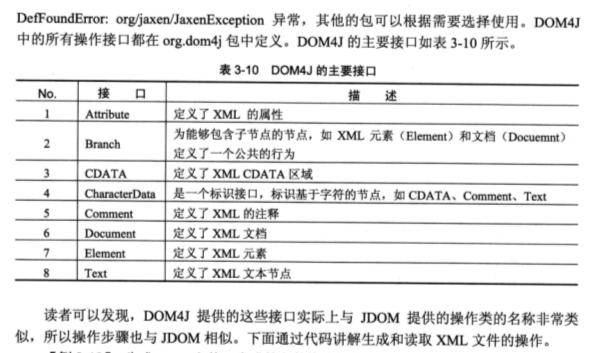 DefFoundError: org/jaxen/JaxenException 异常，其他的包可以根据需要选择使用。DOM4J
中的所有操作接口都在 org.dom4j 包中定义。DOM4J 的主要接口如表 3-10 所示。
表 3-10 DOM4J 的主要接口
No. 接 口 描 述
1 Attribute 定义了 XML 的属性
2 Branch 为能够包含子节点的节点，如 XML 元素（Element）和文档（Docuemnt）
定义了一个公共的行为
3 CDATA 定义了 XML CDATA 区域
4 CharacterData 是一个标识接口，标识基于字符的节点，如 CDATA、Comment、Text
5 Comment 定义了 XML 的注释
6 Document 定义了 XML 文档
7 Element 定义了 XML 元素
8 Text 定义了 XML 文本节点
读者可以发现，DOM4J 提供的这些接口实际上与 JDOM 提供的操作类的名称非常类
似，所以操作步骤也与 JDOM 相似。下面通过代码讲解生成和读取 XML 文件的操作。